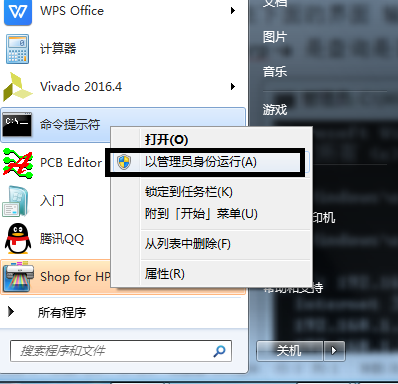 WPS Office
计算器
Vivado 2016.4
命令提示符
PCB Editor
入门
腾讯QQ
Shop for HP
所有程序
搜索程序和文件
打开(O)
以管理员身份运行(A)
锁定到任务栏(K)
附到「开始」菜单(U)
从列表中删除(F)
属性(R)
文档
图片
音乐
游戏
印机
帮助和支持
关机